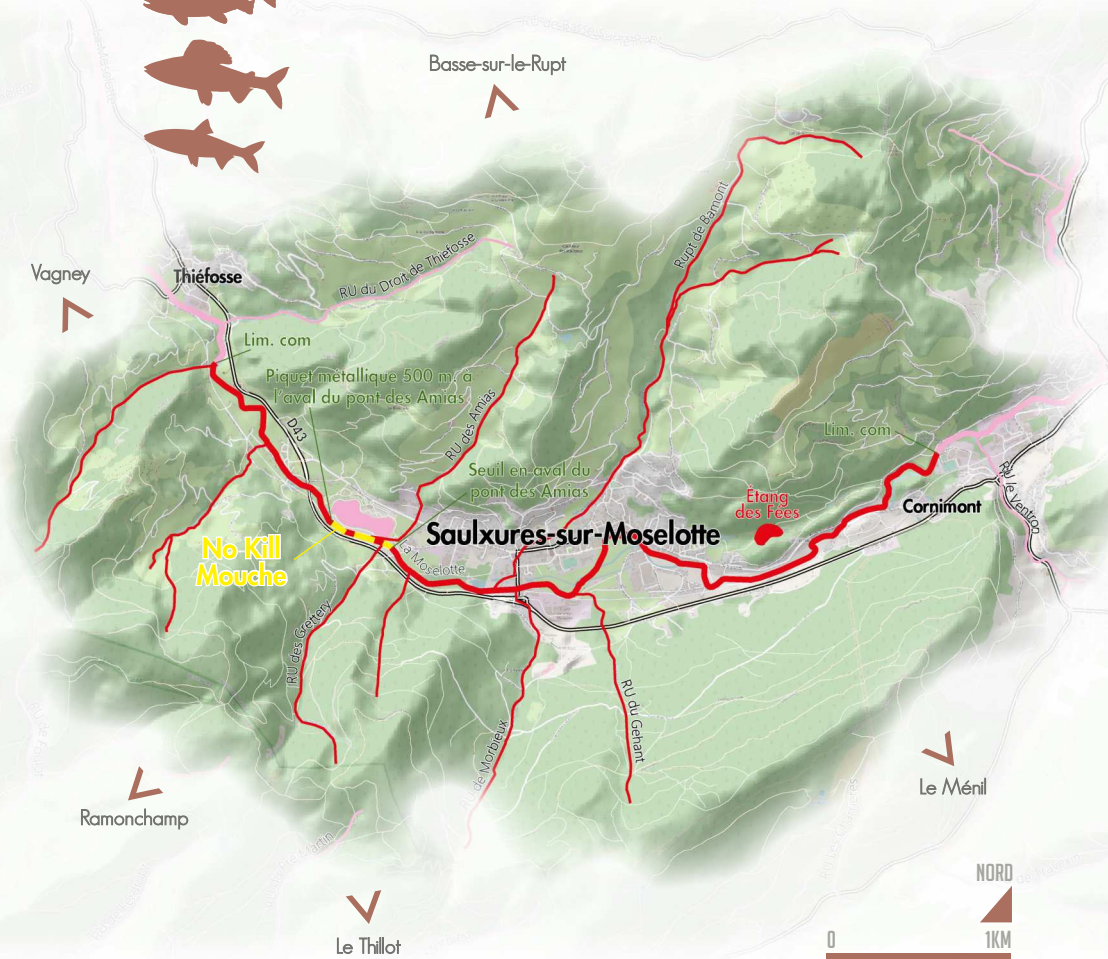 Basse-sur-le-Rupt
Rupt de Bamont
Vagney
Thiéfosse
RU du Droit de Thiefosse
Lim. com
Piquet métallique 500 m. a
l'aval du pont des Amias
D43
RU des Amias
Lim. com
Seuil en aval du
pont des Amias
Étang
des Fées
Cornimont
RU le Ventron
Saulxures-sur-Moselotte
No Kill
Mouche
La Moselotte
RU des Grettery
RU du Gehant
RU de Morbieux
Le Ménil
Ramonchamp
Le Thillot
NORD
0
1KM